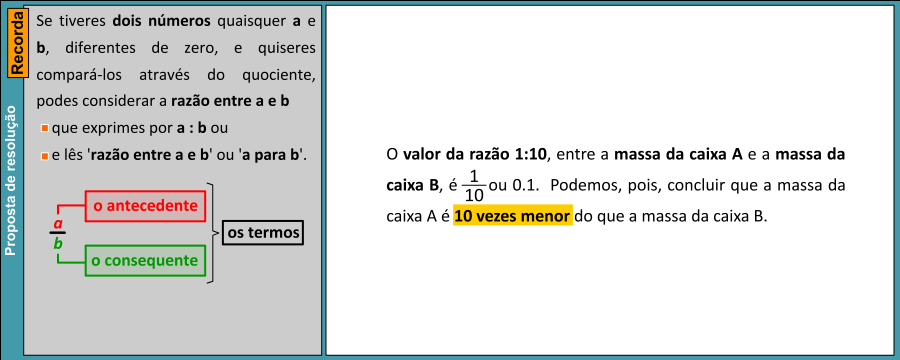 Recorda
Proposta de resolução
Se tiveres dois números quaisquer a e
b, diferentes de zero, e quiseres
compará-los através do quociente,
podes considerar a razão entre a e b
que exprimes por a : b ou
e lês 'razão entre a e b' ou 'a para b'.
a
b
o antecedente
o consequente
os termos
O valor da razão 1:10, entre a massa da caixa A e a massa da
caixa B, é 1/10 ou 0.1. Podemos, pois, concluir que a massa da
caixa A é 10 vezes menor do que a massa da caixa B.